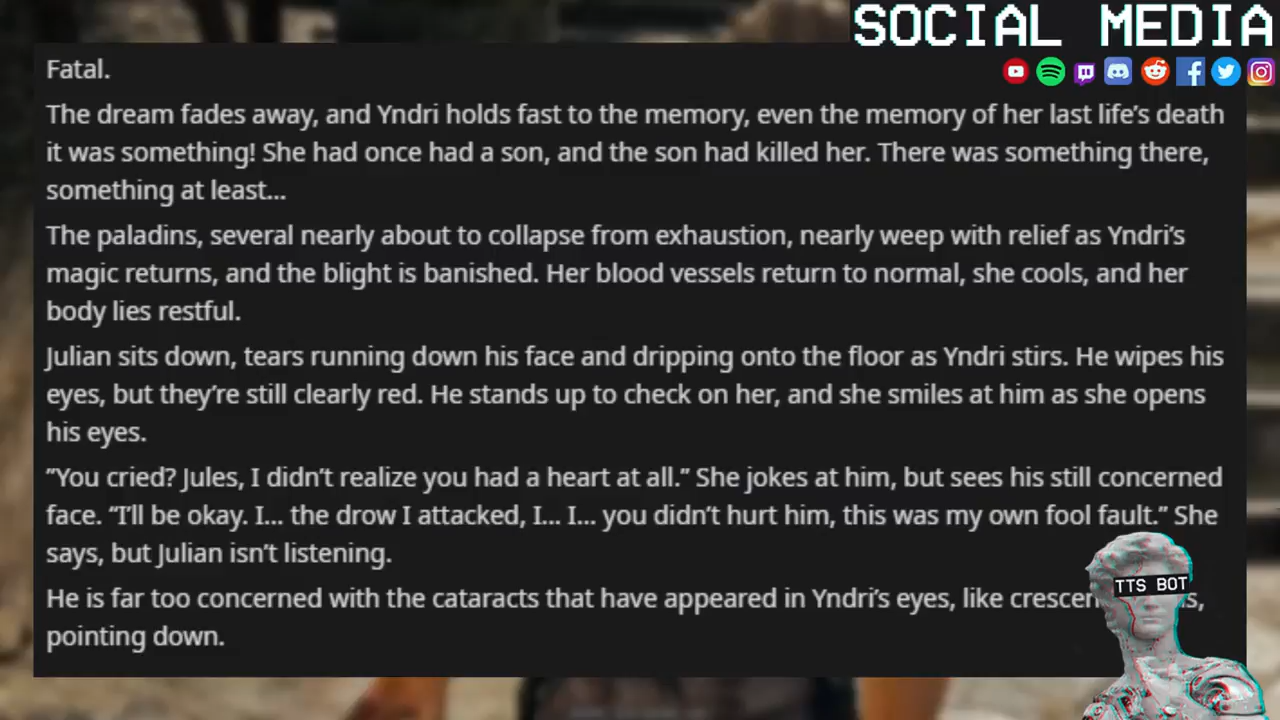 SOCIAL MEDIA
Fatal.
The dream fades away, and Yndri holds fast to the memory, even the memory of her last life's death
it was something! She had once had a son, and the son had killed her. There was something there,
something at least...
The paladins, several nearly about to collapse from exhaustion, nearly weep with relief as Yndri's
magic returns, and the blight is banished. Her blood vessels return to normal, she cools, and her
body lies restful.
Julian sits down, tears running down his face and dripping onto the floor as Yndri stirs. He wipes his
eyes, but they're still clearly red. He stands up to check on her, and she smiles at him as she opens
his eyes.
"You cried? Jules, I didn't realize you had a heart at all." She jokes at him, but sees his still concerned
face. "I'll be okay. I... the drow I attacked, I... I... you didn't hurt him, this was my own fool fault." She
says, but Julian isn't listening.
He is far too concerned with the cataracts that have appeared in Yndri's eyes, like
pointing down.
TTS BOT